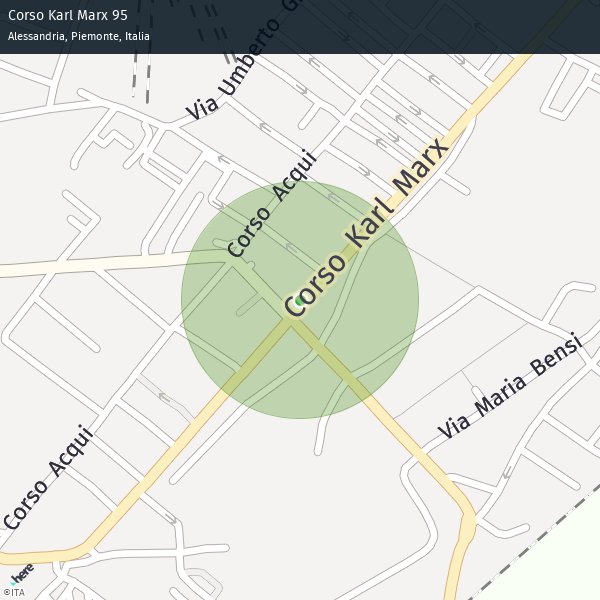 Corso Karl Marx 95
Alessandria, Piemonte, Italia
Via Umberto
Corso Acqui
Corso Karl Marx
Via Maria Bensi
Corso Acqui
here
©ITA